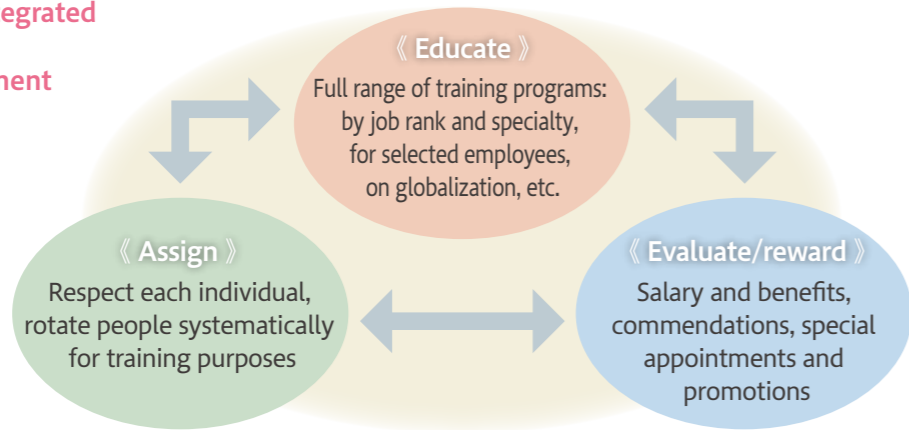 egrated
nent
《 Educate 》
Full range of training programs:
by job rank and specialty,
for selected employees,
on globalization, etc.
《 Assign 》
Respect each individual,
rotate people systematically
for training purposes
《 Evaluate/reward 》
Salary and benefits,
commendations, special
appointments and
promotions